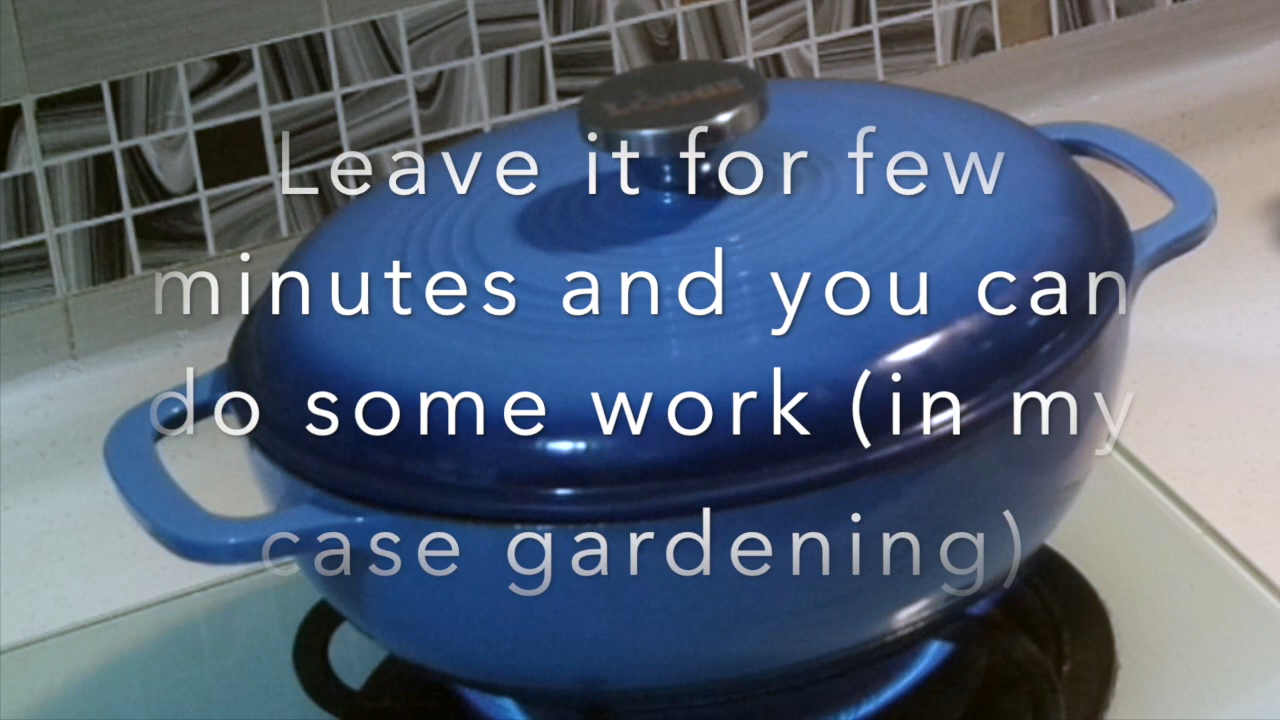 Leave it for few
minutes and you can
do some work (in my
case gardening)